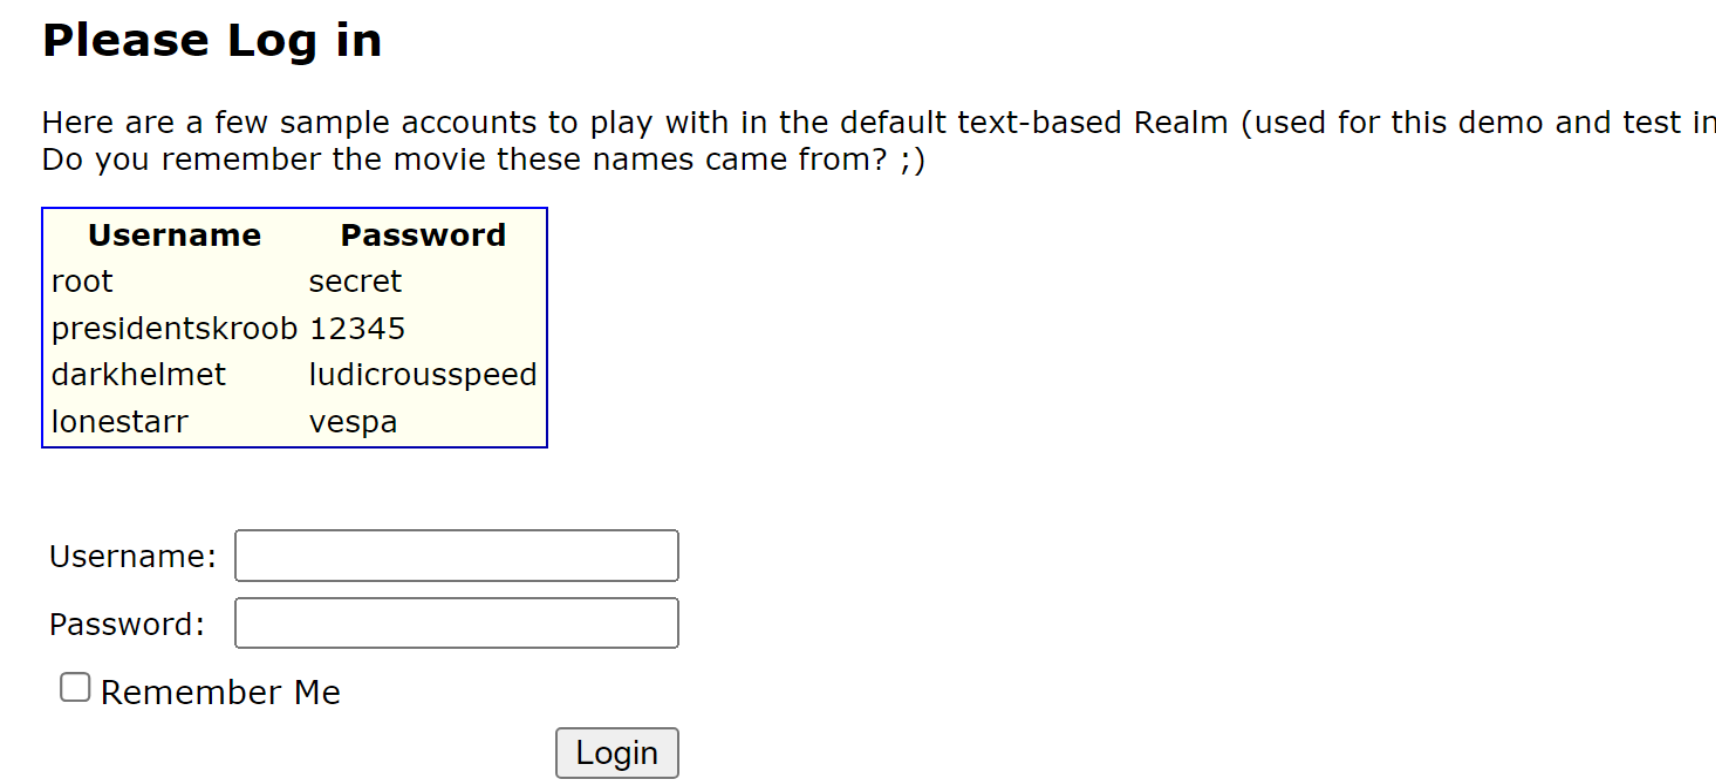 Please Log in
Here are a few sample accounts to play with in the default text-based Realm (used for this demo and test in
Do you remember the movie these names came from? ;)
Username Password
root secret
presidentskroob 12345
darkhelmet ludicrousspeed
lonestarr vespa
Username:
Password:
Remember Me
Login